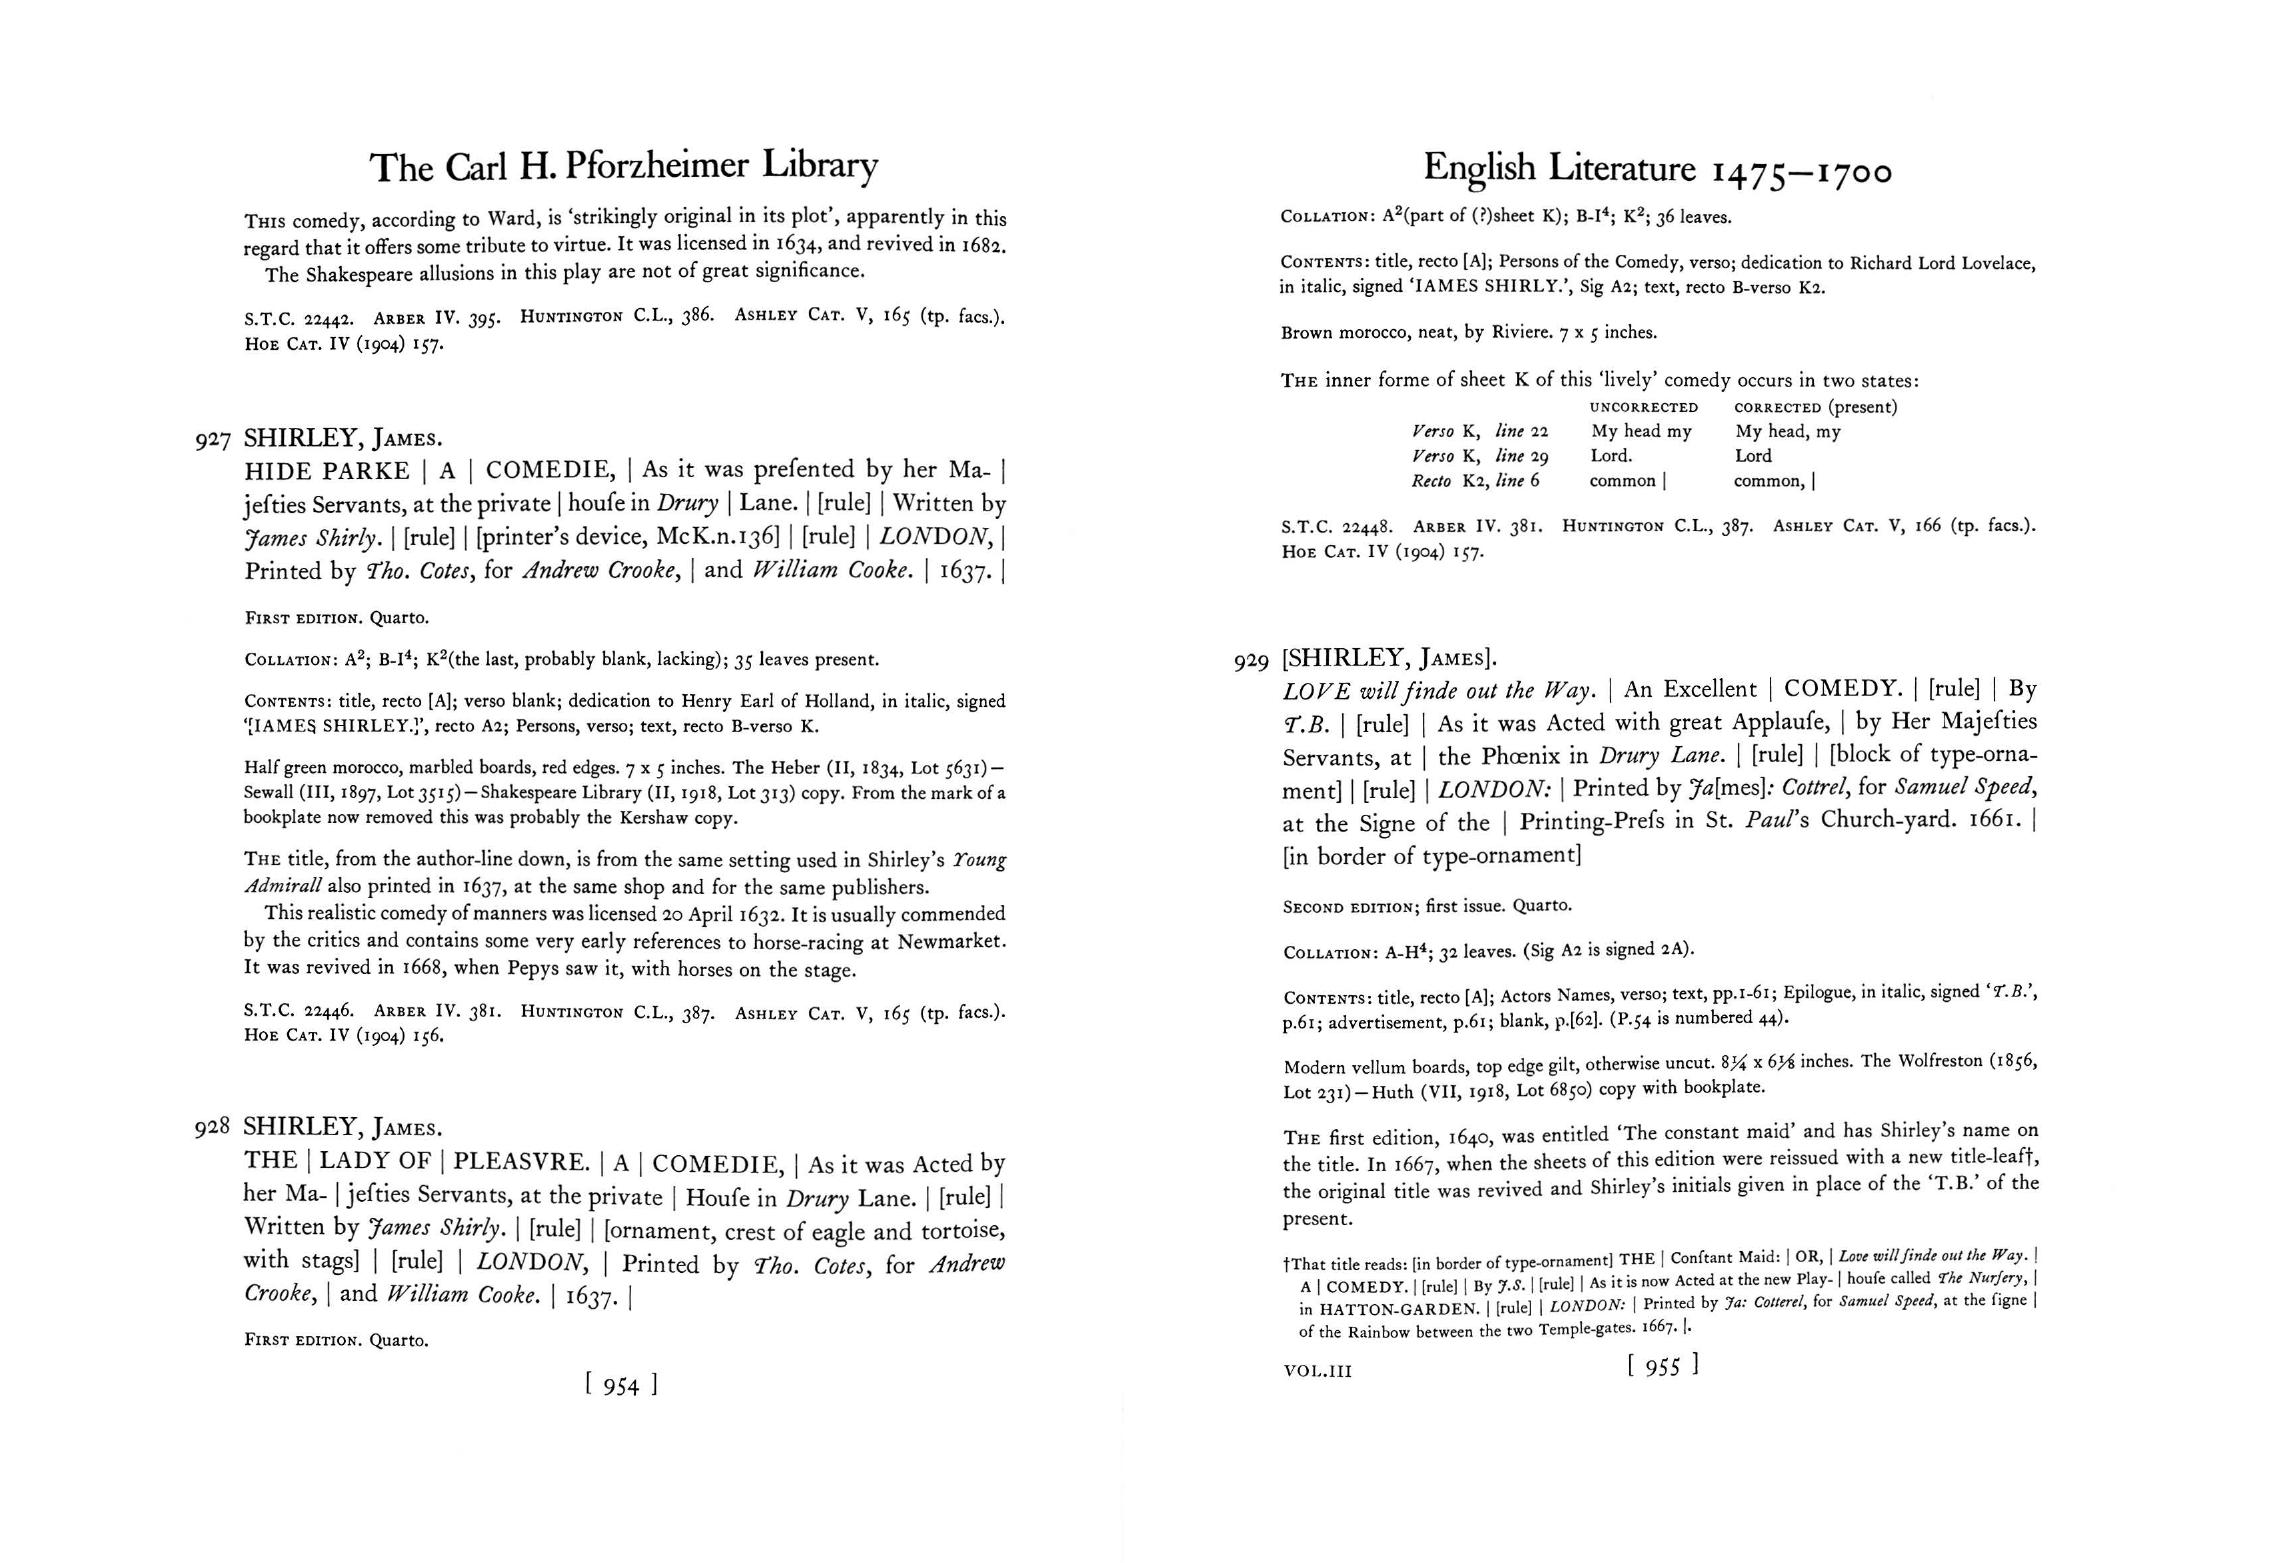 The Carl H. Pforzheimer Library
THIS comedy, according to Ward, is ‘strikingly original in its plot’, apparently in this
regard that it offers some tribute to virtue. It was licensed in 1634, and revived in 1682.
The Shakespeare allusions in this play are not of great significance.
S.T.C. 22442. ARBER IV. 395. HUNTINGTON C.L., 386. ASHLEY CAT. V, 165 (tp. facs.).
HOE CAT. IV (1904) 157.
927 SHIRLEY, JAMES.
HIDE PARKE | A | COMEDIE, | As it was preſented by her Ma- |
jeſties Servants, at the private | houſe in Drury | Lane. | [rule] | Written by
James Shirly. | [rule] | [printer’s device, McK.n.136] | [rule] | LONDON, |
Printed by Tho. Cotes, for Andrew Crooke, | and William Cooke. | 1637. |
FIRST EDITION. Quarto.
COLLATION: A²; B-I⁴; K²(the last, probably blank, lacking); 35 leaves present.
CONTENTS: title, recto [A]; verso blank; dedication to Henry Earl of Holland, in italic, signed
‘[IAMES SHIRLEY.]’, recto A2; Persons, verso; text, recto B-verso K.
Half green morocco, marbled boards, red edges. 7 x 5 inches. The Heber (II, 1834, Lot 5631)—
Sewall (III, 1897, Lot 3515)—Shakespeare Library (II, 1918, Lot 313) copy. From the mark of a
bookplate now removed this was probably the Kershaw copy.
THE title, from the author-line down, is from the same setting used in Shirley’s Young
Admirall also printed in 1637, at the same shop and for the same publishers.
This realistic comedy of manners was licensed 20 April 1632. It is usually commended
by the critics and contains some very early references to horse-racing at Newmarket.
It was revived in 1668, when Pepys saw it, with horses on the stage.
S.T.C. 22446. ARBER IV. 381. HUNTINGTON C.L., 387. ASHLEY CAT. V, 165 (tp. facs.).
HOE CAT. IV (1904) 156.
928 SHIRLEY, JAMES.
THE | LADY OF | PLEASVRE. | A | COMEDIE, | As it was Acted by
her Ma- | jeſties Servants, at the private | Houſe in Drury Lane. | [rule] |
Written by James Shirly. | [rule] | [ornament, crest of eagle and tortoise,
with stags] | [rule] | LONDON, | Printed by Tho. Cotes, for Andrew
Crooke, | and William Cooke. | 1637. |
FIRST EDITION. Quarto.
[ 954 ]
English Literature 1475—1700
COLLATION: A²(part of (?)sheet K); B-I⁴; K²; 36 leaves.
CONTENTS: title, recto [A]; Persons of the Comedy, verso; dedication to Richard Lord Lovelace,
in italic, signed ‘IAMES SHIRLY.’, Sig A2; text, recto B-verso K2.
Brown morocco, neat, by Riviere. 7 x 5 inches.
THE inner forme of sheet K of this ‘lively’ comedy occurs in two states:
UNCORRECTED CORRECTED (present)
Verso K, line 22 My head my My head, my
Verso K, line 29 Lord. Lord
Recto K2, line 6 common | common, |
S.T.C. 22448. ARBER IV. 381. HUNTINGTON C.L., 387. ASHLEY CAT. V, 166 (tp. facs.).
HOE CAT. IV (1904) 157.
929 [SHIRLEY, JAMES].
LOVE will finde out the Way. | An Excellent | COMEDY. | [rule] | By
T.B. | [rule] | As it was Acted with great Applauſe, | by Her Majeſties
Servants, at | the Phœnix in Drury Lane. | [rule] | [block of type-orna-
ment] | [rule] | LONDON: | Printed by Ja[mes]: Cottrel, for Samuel Speed,
at the Signe of the | Printing-Preſs in St. Paul’s Church-yard. 1661. |
[in border of type-ornament]
SECOND EDITION; first issue. Quarto.
COLLATION: A-H⁴; 32 leaves. (Sig A2 is signed 2A).
CONTENTS: title, recto [A]; Actors Names, verso; text, pp.1-61; Epilogue, in italic, signed ‘T.B.’,
p.61; advertisement, p.61; blank, p.[62]. (P.54 is numbered 44).
Modern vellum boards, top edge gilt, otherwise uncut. 8¼ x 6⅛ inches. The Wolfreston (1856,
Lot 231)—Huth (VII, 1918, Lot 6850) copy with bookplate.
THE first edition, 1640, was entitled ‘The constant maid’ and has Shirley’s name on
the title. In 1667, when the sheets of this edition were reissued with a new title-leaf†,
the original title was revived and Shirley’s initials given in place of the ‘T.B.’ of the
present.
†That title reads: [in border of type-ornament] THE | Conſtant Maid: | OR, | Love will finde out the Way. |
A | COMEDY. | [rule] | By J.S. | [rule] | As it is now Acted at the new Play- | houſe called The Nurſery, |
in HATTON-GARDEN. | [rule] | LONDON: | Printed by Ja: Cotterel, for Samuel Speed, at the ſigne |
of the Rainbow between the two Temple-gates. 1667. |.
VOL.III [ 955 ]